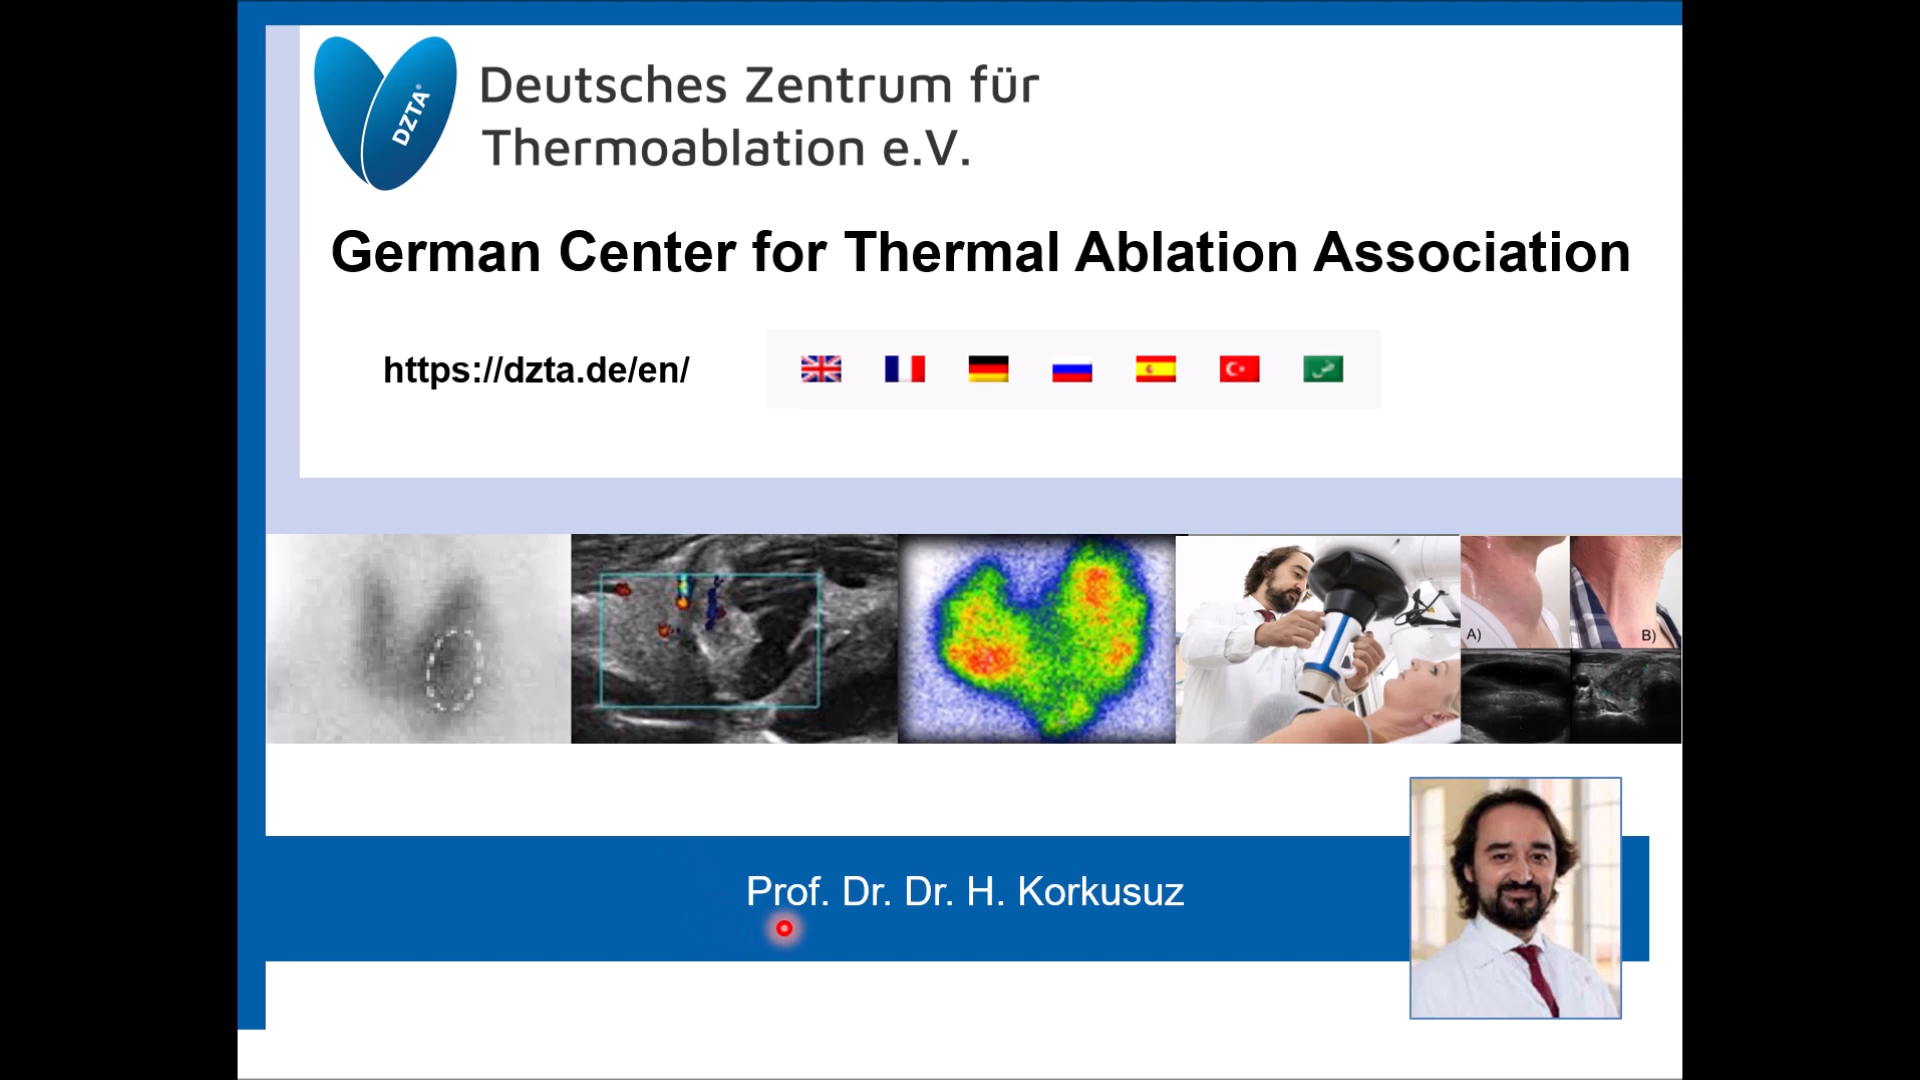 DZTA®
Deutsches Zentrum für
Thermoablation e.V.
German Center for Thermal Ablation Association
https://dzta.de/en/
A)
B)
Prof. Dr. Dr. H. Korkusuz